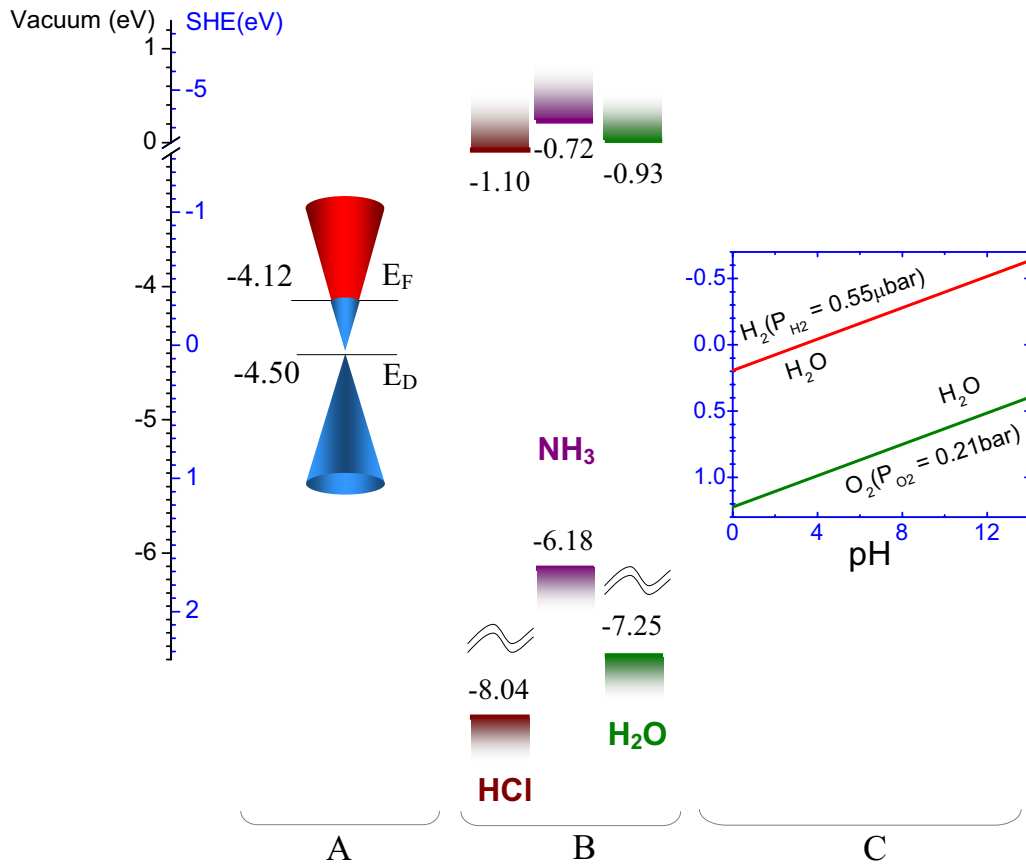 Vacuum (eV) SHE(eV)
1
0
-4
-5
-6
-5
-1
0
1
2
-4.12
E_F
-4.50
E_D
-1.10
-0.72
-0.93
NH₃
-6.18
-7.25
-8.04
H₂O
HCl
-0.5
0.0
0.5
1.0
H₂(P_H2 = 0.55μbar)
H₂O
H₂O
O₂(P_O2 = 0.21bar)
0 4 8 12
pH
A B C